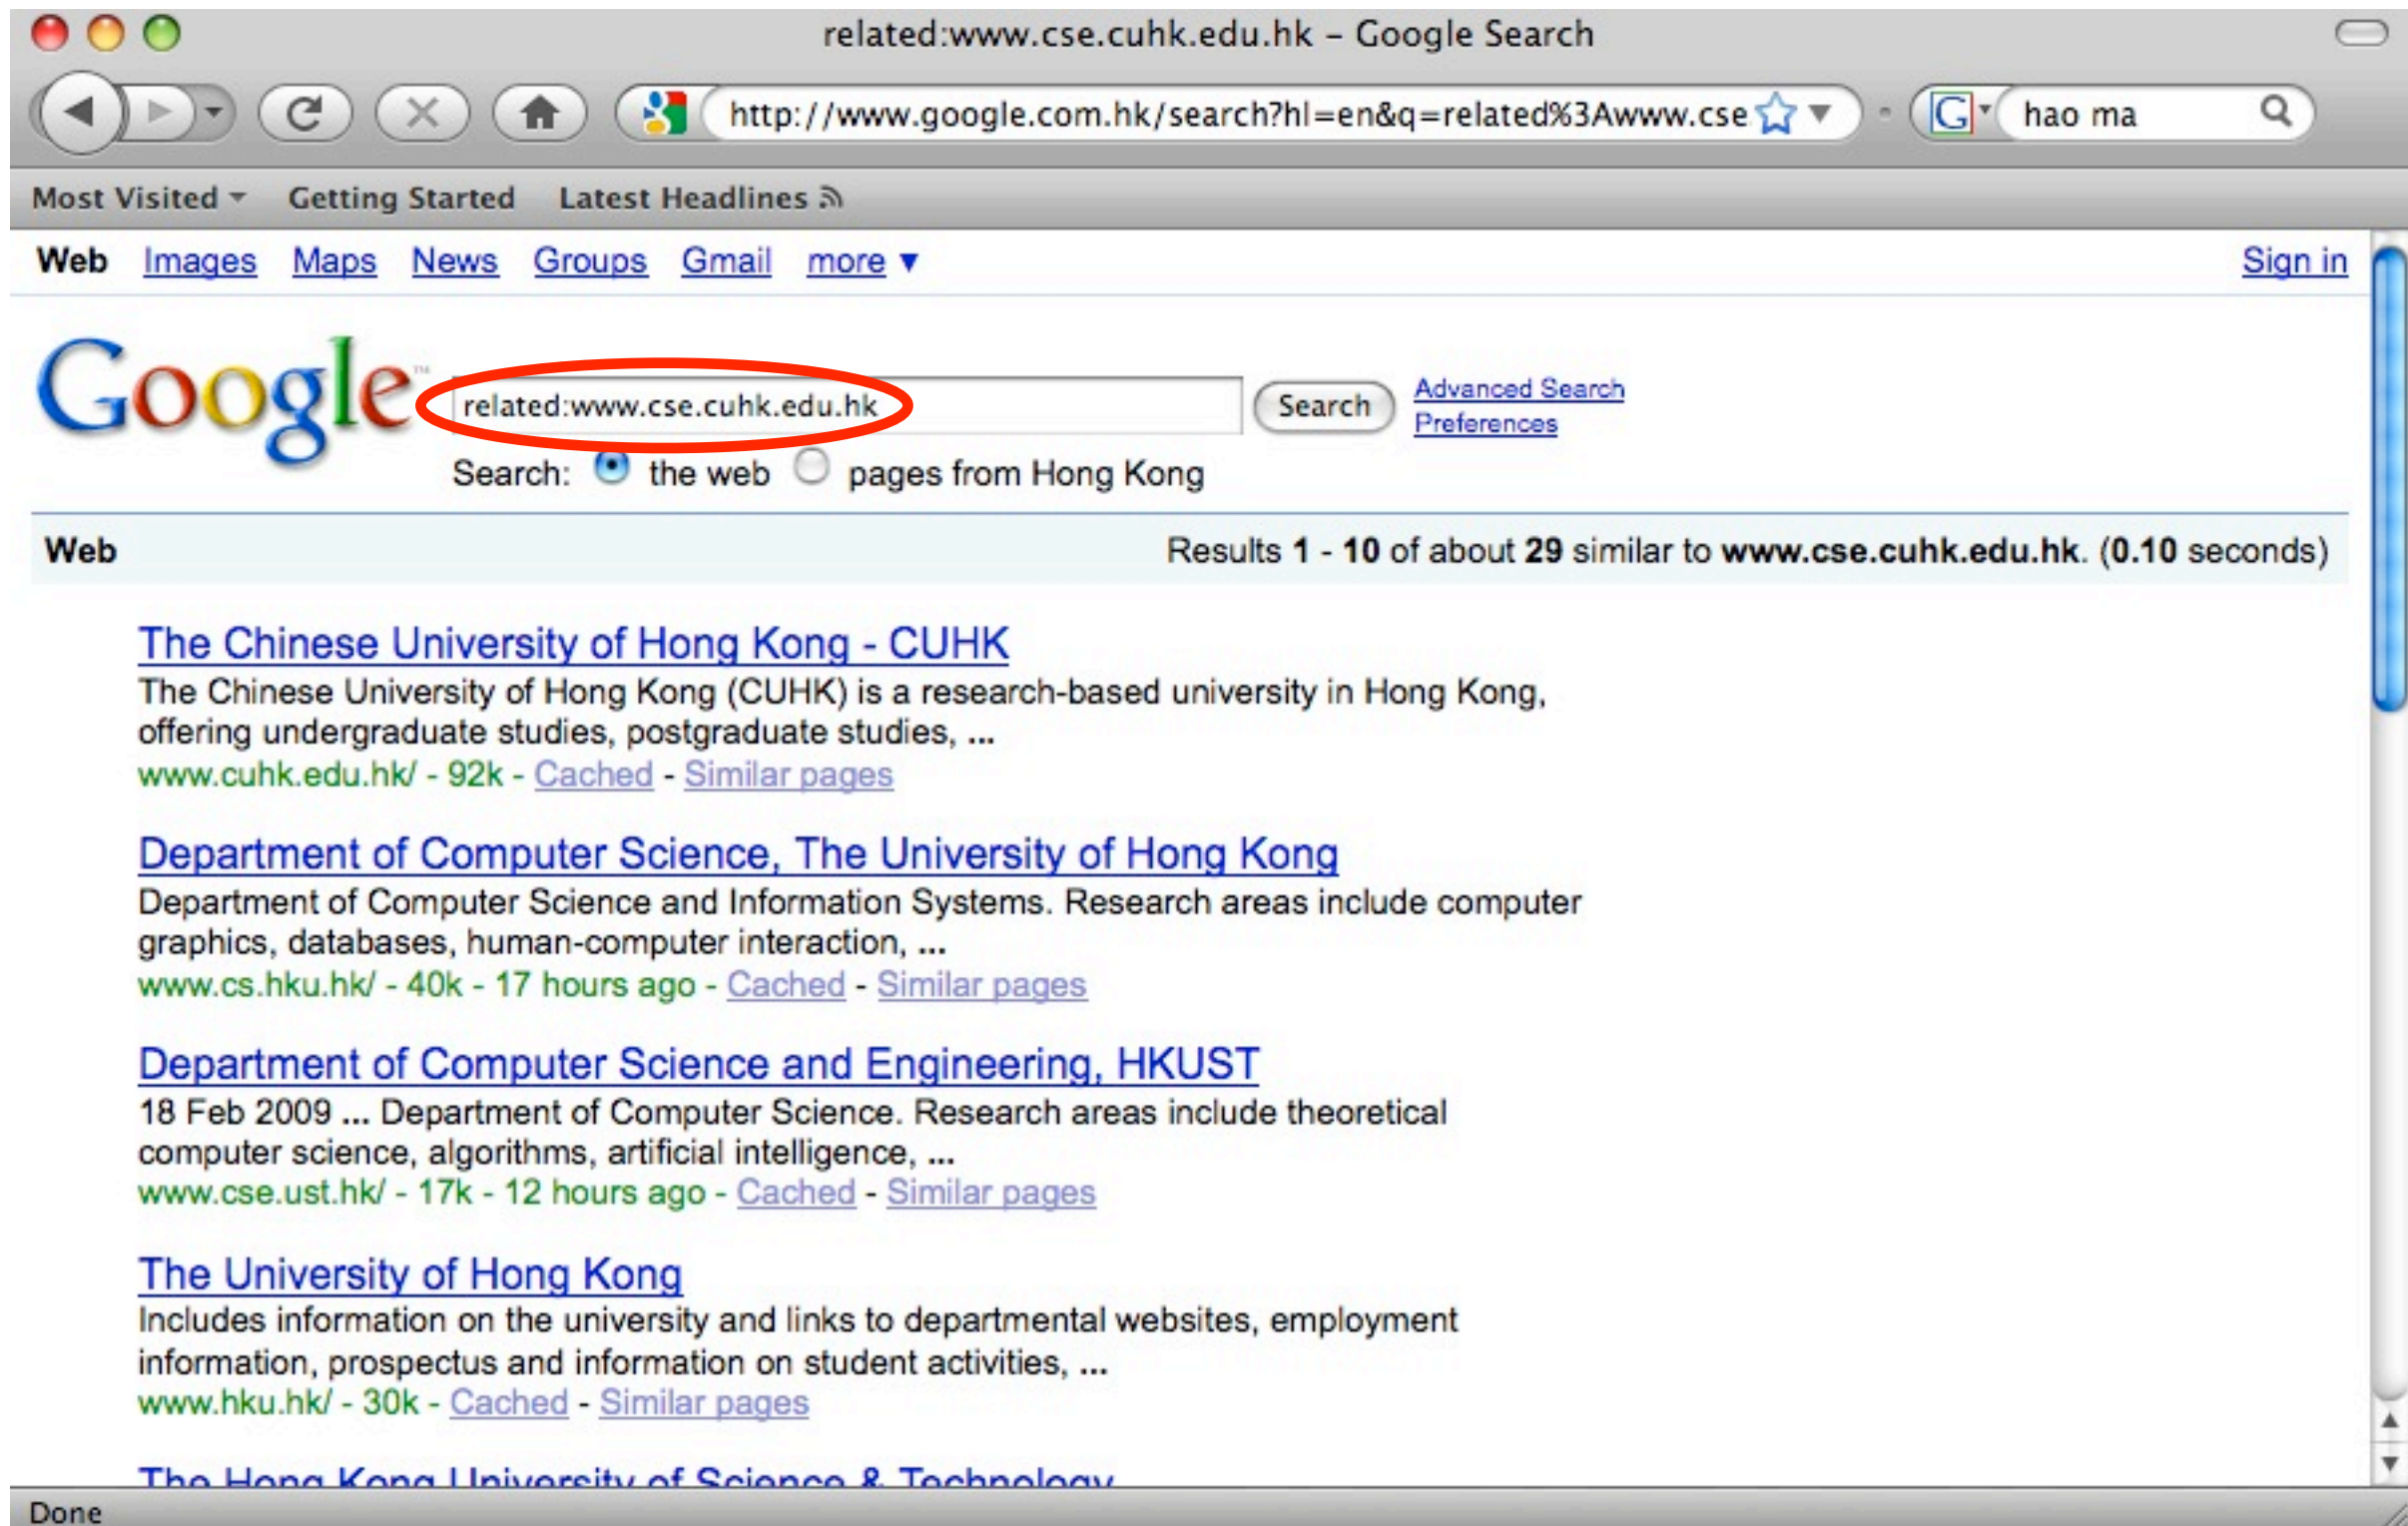 related:www.cse.cuhk.edu.hk – Google Search
http://www.google.com.hk/search?hl=en&q=related%3Awww.cse
hao ma
Most Visited Getting Started Latest Headlines
Web Images Maps News Groups Gmail more ▼ Sign in
Google™
related:www.cse.cuhk.edu.hk
Search
Advanced Search
Preferences
Search: the web pages from Hong Kong
Web Results 1 - 10 of about 29 similar to www.cse.cuhk.edu.hk. (0.10 seconds)
The Chinese University of Hong Kong - CUHK
The Chinese University of Hong Kong (CUHK) is a research-based university in Hong Kong,
offering undergraduate studies, postgraduate studies, ...
www.cuhk.edu.hk/ - 92k - Cached - Similar pages
Department of Computer Science, The University of Hong Kong
Department of Computer Science and Information Systems. Research areas include computer
graphics, databases, human-computer interaction, ...
www.cs.hku.hk/ - 40k - 17 hours ago - Cached - Similar pages
Department of Computer Science and Engineering, HKUST
18 Feb 2009 ... Department of Computer Science. Research areas include theoretical
computer science, algorithms, artificial intelligence, ...
www.cse.ust.hk/ - 17k - 12 hours ago - Cached - Similar pages
The University of Hong Kong
Includes information on the university and links to departmental websites, employment
information, prospectus and information on student activities, ...
www.hku.hk/ - 30k - Cached - Similar pages
The Hong Kong University of Science & Technology
Done